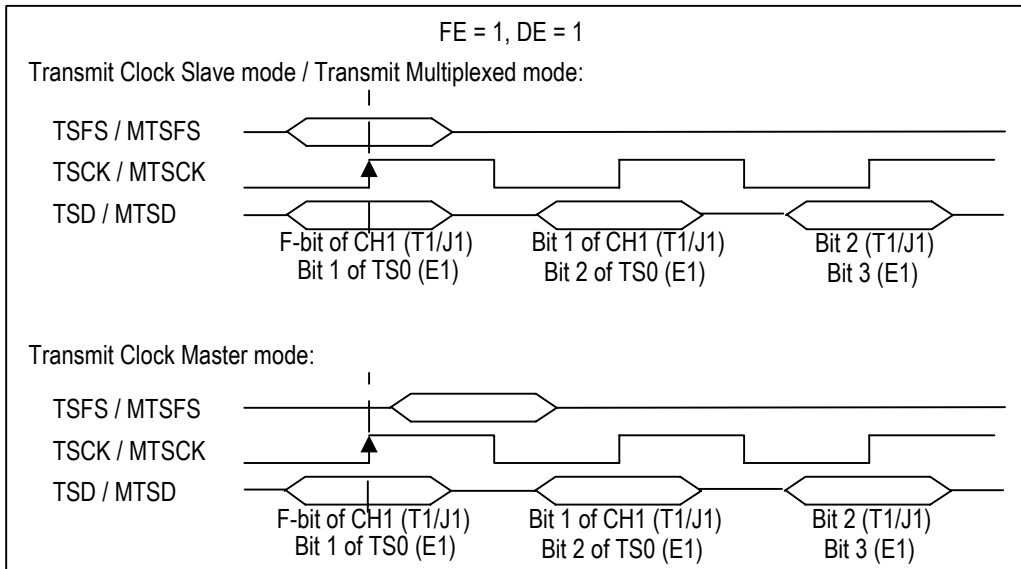 FE = 1, DE = 1
Transmit Clock Slave mode / Transmit Multiplexed mode:
TSFS / MTSFS
TSCK / MTSCK
TSD / MTSD
F-bit of CH1 (T1/J1)
Bit 1 of TS0 (E1)
Bit 1 of CH1 (T1/J1)
Bit 2 of TS0 (E1)
Bit 2 (T1/J1)
Bit 3 (E1)
Transmit Clock Master mode:
TSFS / MTSFS
TSCK / MTSCK
TSD / MTSD
F-bit of CH1 (T1/J1)
Bit 1 of TS0 (E1)
Bit 1 of CH1 (T1/J1)
Bit 2 of TS0 (E1)
Bit 2 (T1/J1)
Bit 3 (E1)